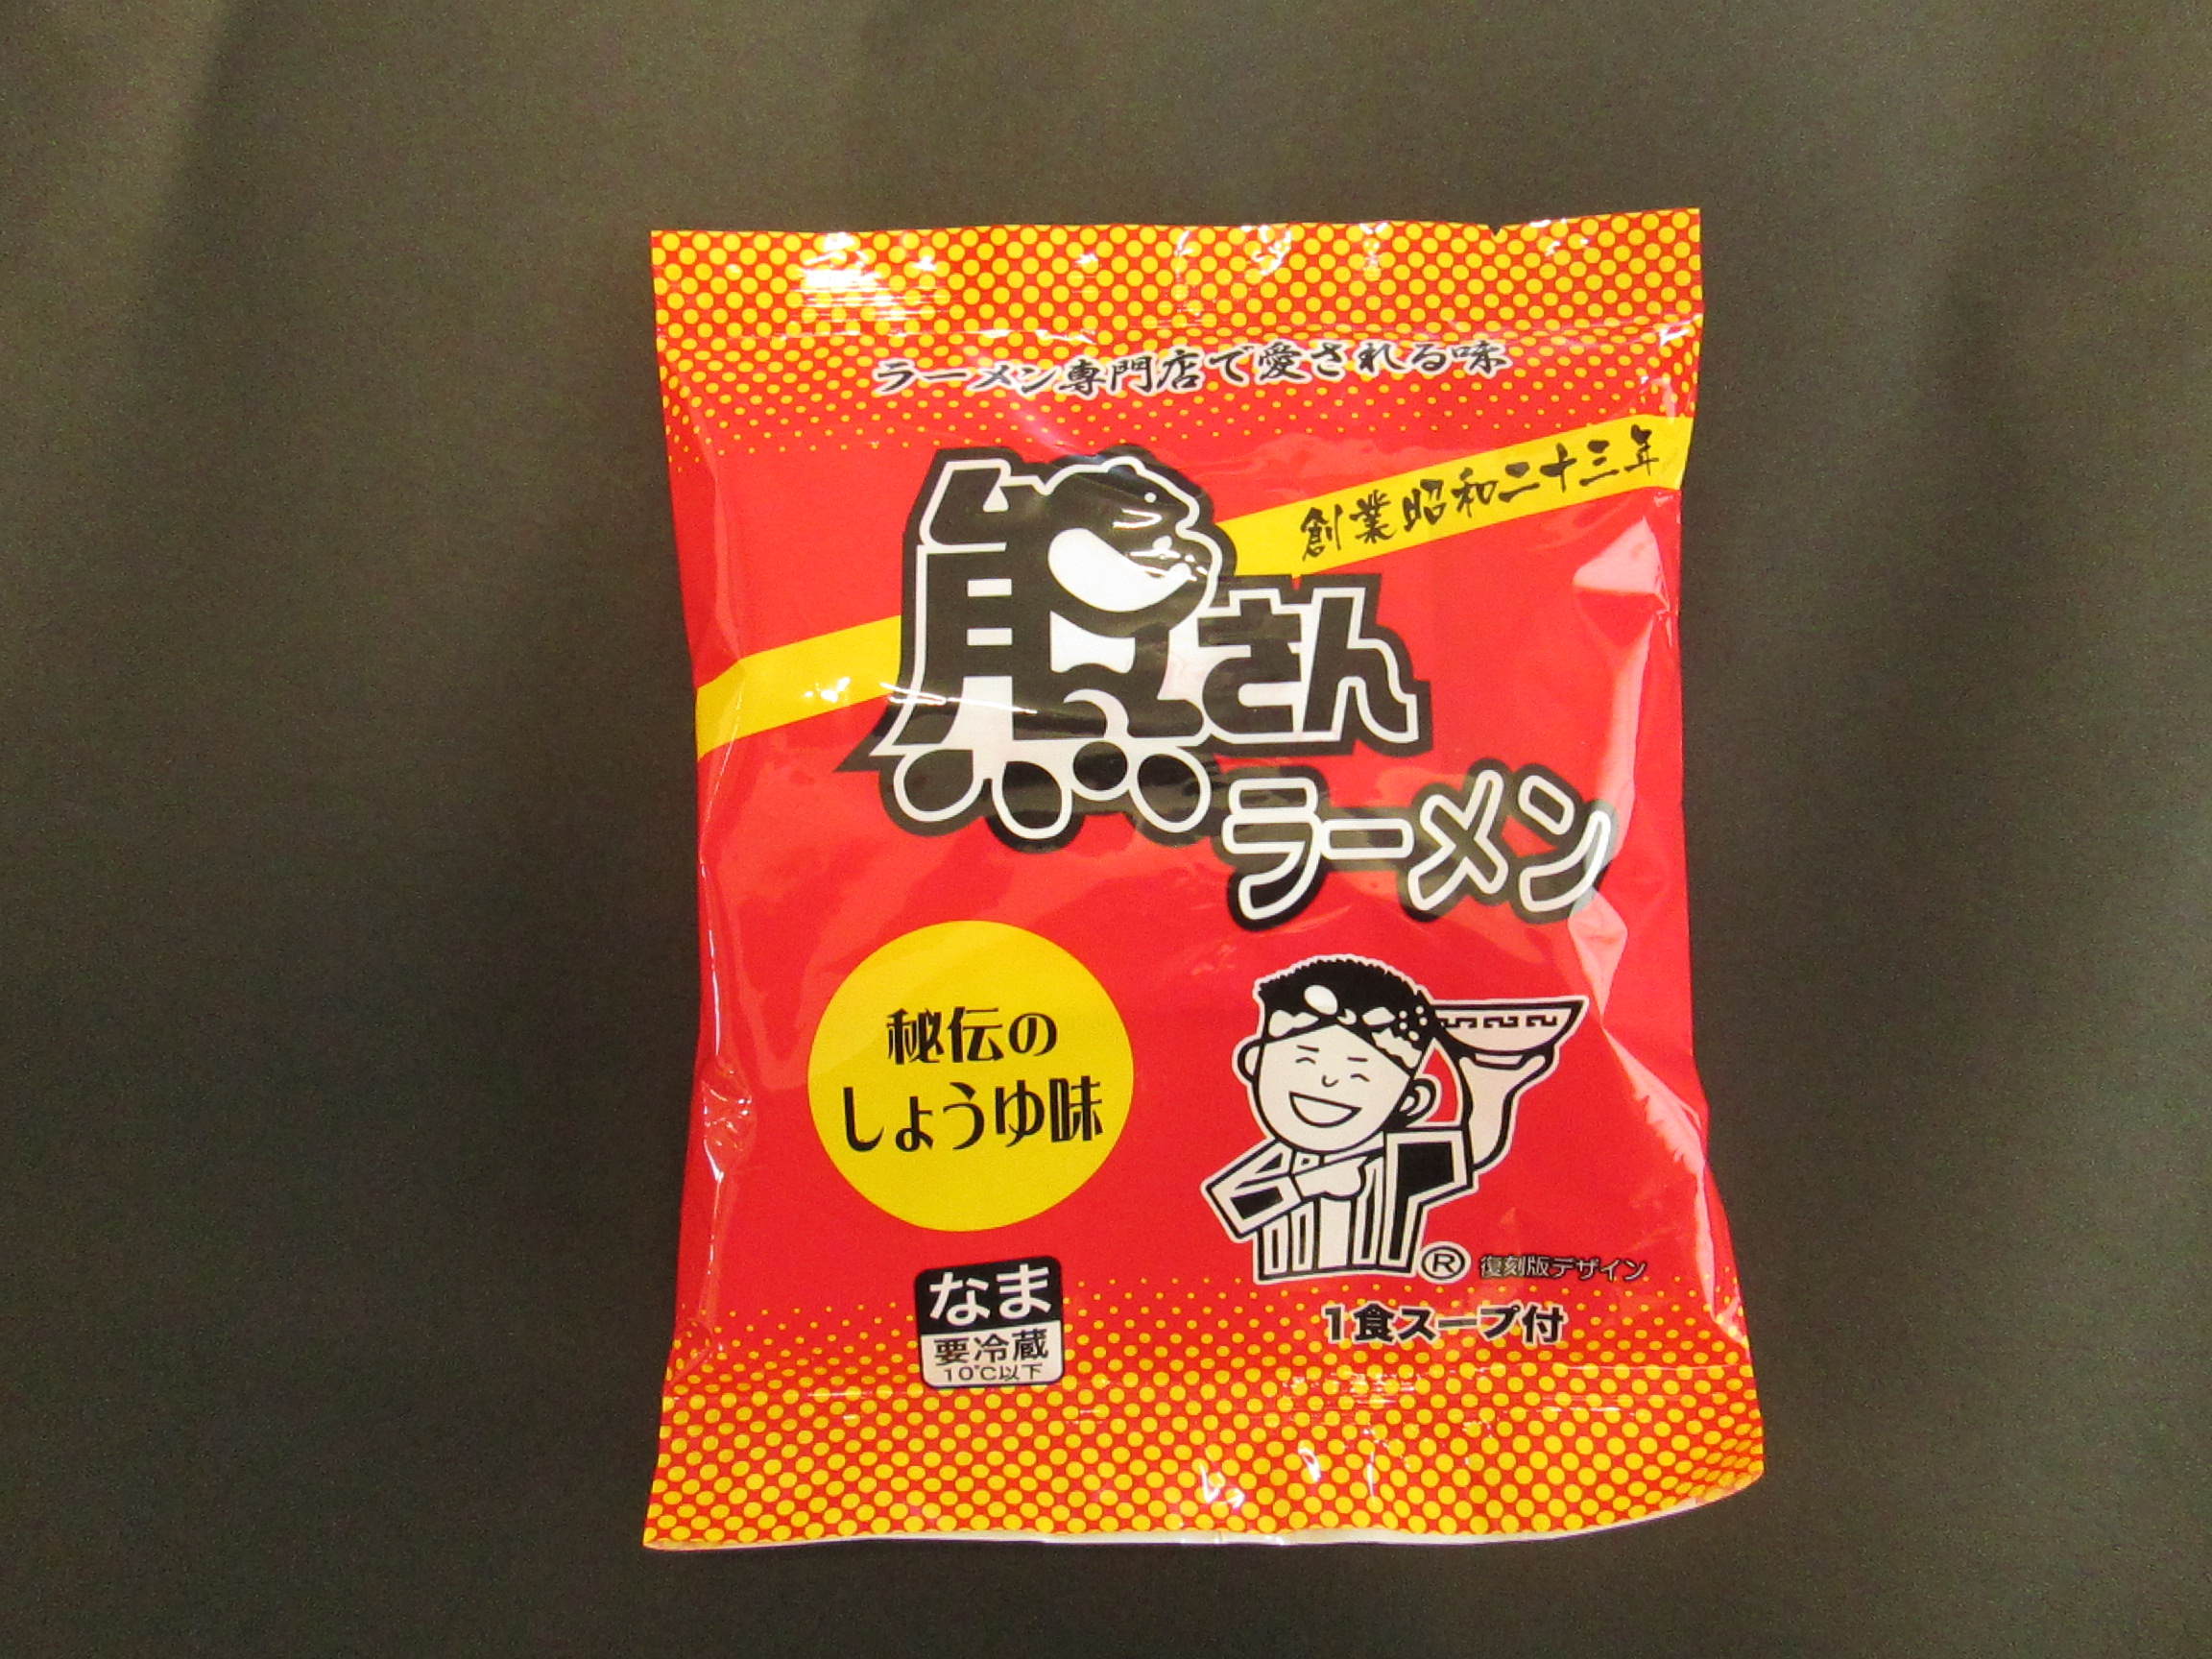 ラーメン専門店で愛される味
創業昭和二十三年
熊さん
ラーメン
秘伝の
しょうゆ味
® 復刻版デザイン
なま
要冷蔵
10℃以下
1食スープ付